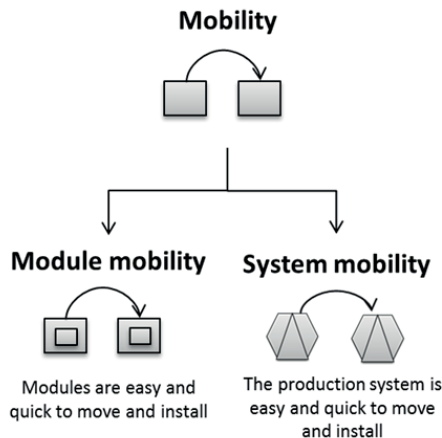 Mobility
Module mobility
Modules are easy and
quick to move and install
System mobility
The production system is
easy and quick to move
and install